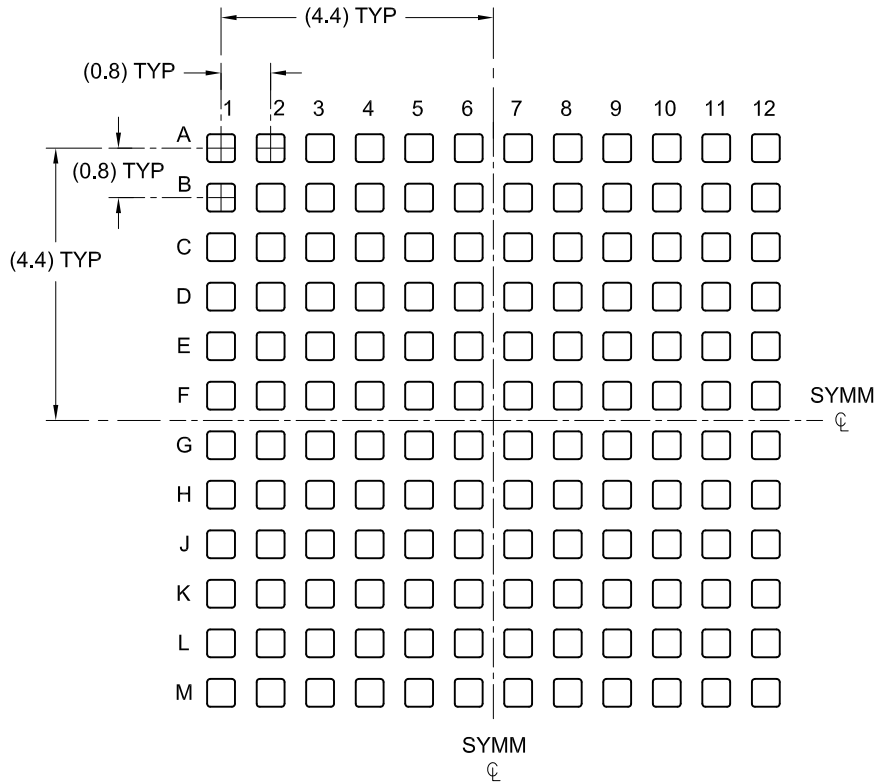 (4.4) TYP
(0.8) TYP
1 2 3 4 5 6 7 8 9 10 11 12
A
(0.8) TYP
B
C
(4.4) TYP
D
E
F
SYMM
℄
G
H
J
K
L
M
SYMM
℄